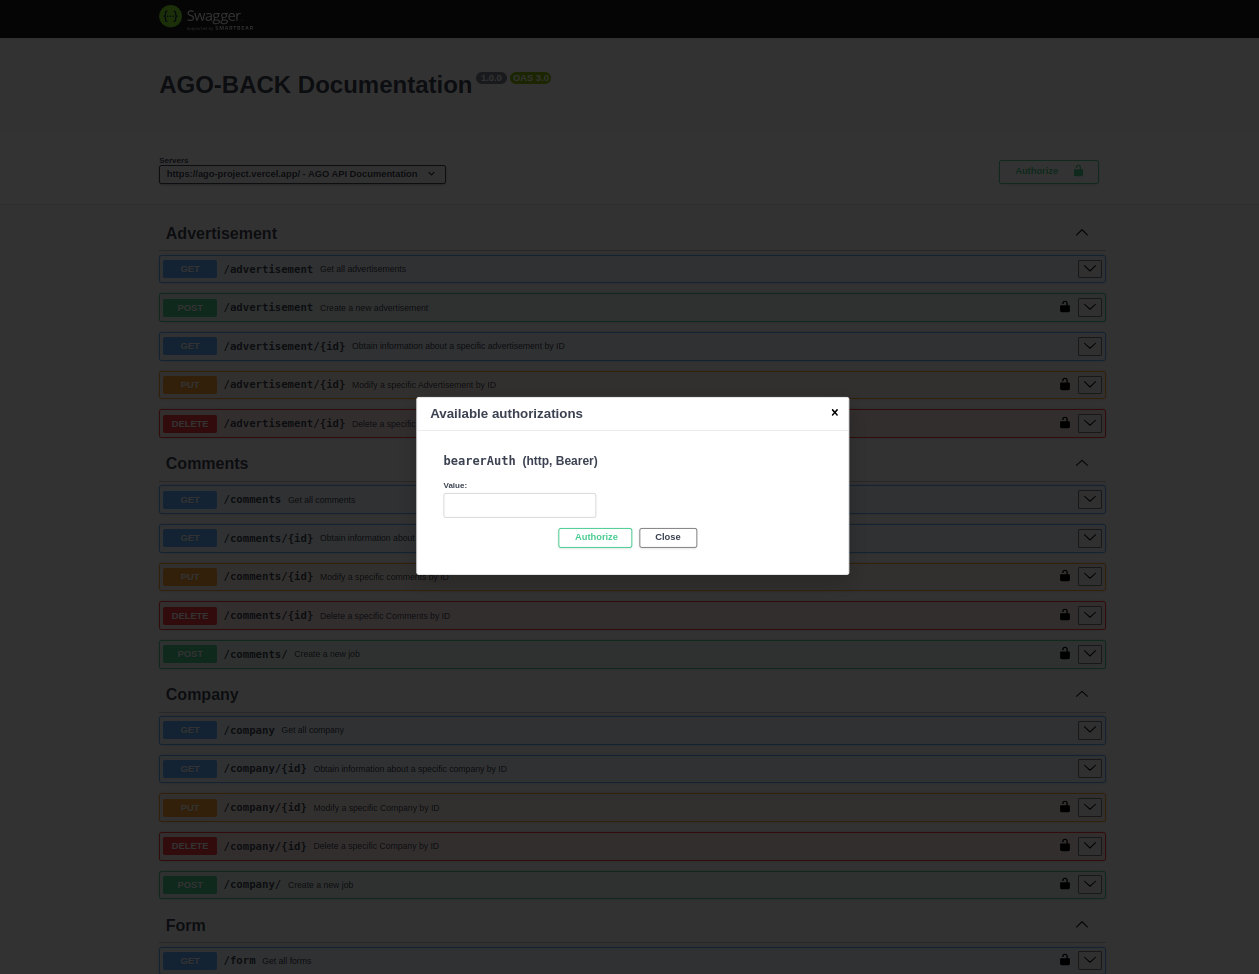 Swagger
Supported by SMARTBEAR
AGO-BACK Documentation 1.0.0 OAS 3.0
Servers
https://ago-project.vercel.app/ - AGO API Documentation
Authorize
Advertisement
GET /advertisement Get all advertisements
POST /advertisement Create a new advertisement
GET /advertisement/{id} Obtain information about a specific advertisement by ID
PUT /advertisement/{id} Modify a specific Advertisement by ID
DELETE /advertisement/{id} Delete a specific
Available authorizations
bearerAuth (http, Bearer)
Value:
Authorize Close
Comments
GET /comments Get all comments
GET /comments/{id} Obtain information about
PUT /comments/{id} Modify a specific comments by ID
DELETE /comments/{id} Delete a specific Comments by ID
POST /comments/ Create a new job
Company
GET /company Get all company
GET /company/{id} Obtain information about a specific company by ID
PUT /company/{id} Modify a specific Company by ID
DELETE /company/{id} Delete a specific Company by ID
POST /company/ Create a new job
Form
GET /form Get all forms